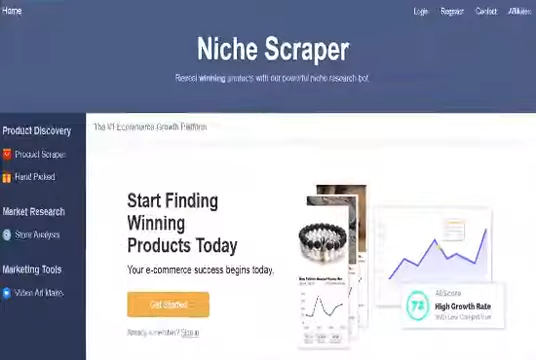 Home
Login Register Contact Affiliates
Niche Scraper
Reveal winning products with our powerful niche research bot
Product Discovery
The #1 Ecommerce Growth Platform
Product Scraper
Hand Picked
Market Research
Store Analysis
Marketing Tools
Video Ad Maker
Start Finding
Winning
Products Today
Your e-commerce success begins today.
Get Started
Already a member? Sign in
72
AliScore
High Growth Rate
With Low Competition